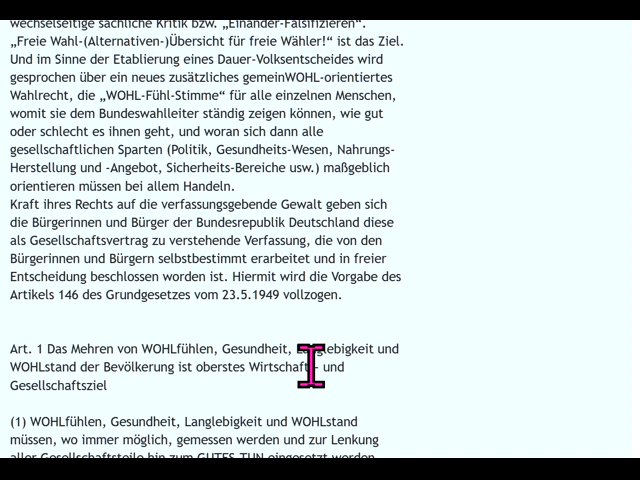 wechselseitige sachliche Kritik bzw. „Einander-Falsifizieren“.
„Freie Wahl-(Alternativen-)Übersicht für freie Wähler!“ ist das Ziel.
Und im Sinne der Etablierung eines Dauer-Volksentscheides wird
gesprochen über ein neues zusätzliches gemeinWOHL-orientiertes
Wahlrecht, die „WOHL-Fühl-Stimme“ für alle einzelnen Menschen,
womit sie dem Bundeswahlleiter ständig zeigen können, wie gut
oder schlecht es ihnen geht, und woran sich dann alle
gesellschaftlichen Sparten (Politik, Gesundheits-Wesen, Nahrungs-
Herstellung und -Angebot, Sicherheits-Bereiche usw.) maßgeblich
orientieren müssen bei allem Handeln.
Kraft ihres Rechts auf die verfassungsgebende Gewalt geben sich
die Bürgerinnen und Bürger der Bundesrepublik Deutschland diese
als Gesellschaftsvertrag zu verstehende Verfassung, die von den
Bürgerinnen und Bürgern selbstbestimmt erarbeitet und in freier
Entscheidung beschlossen worden ist. Hiermit wird die Vorgabe des
Artikels 146 des Grundgesetzes vom 23.5.1949 vollzogen.
Art. 1 Das Mehren von WOHLfühlen, Gesundheit, Langlebigkeit und
WOHLstand der Bevölkerung ist oberstes Wirtschafts- und
Gesellschaftsziel
(1) WOHLfühlen, Gesundheit, Langlebigkeit und WOHLstand
müssen, wo immer möglich, gemessen werden und zur Lenkung
aller Gesellschaftsteile hin zum GUTES-TUN eingesetzt werden